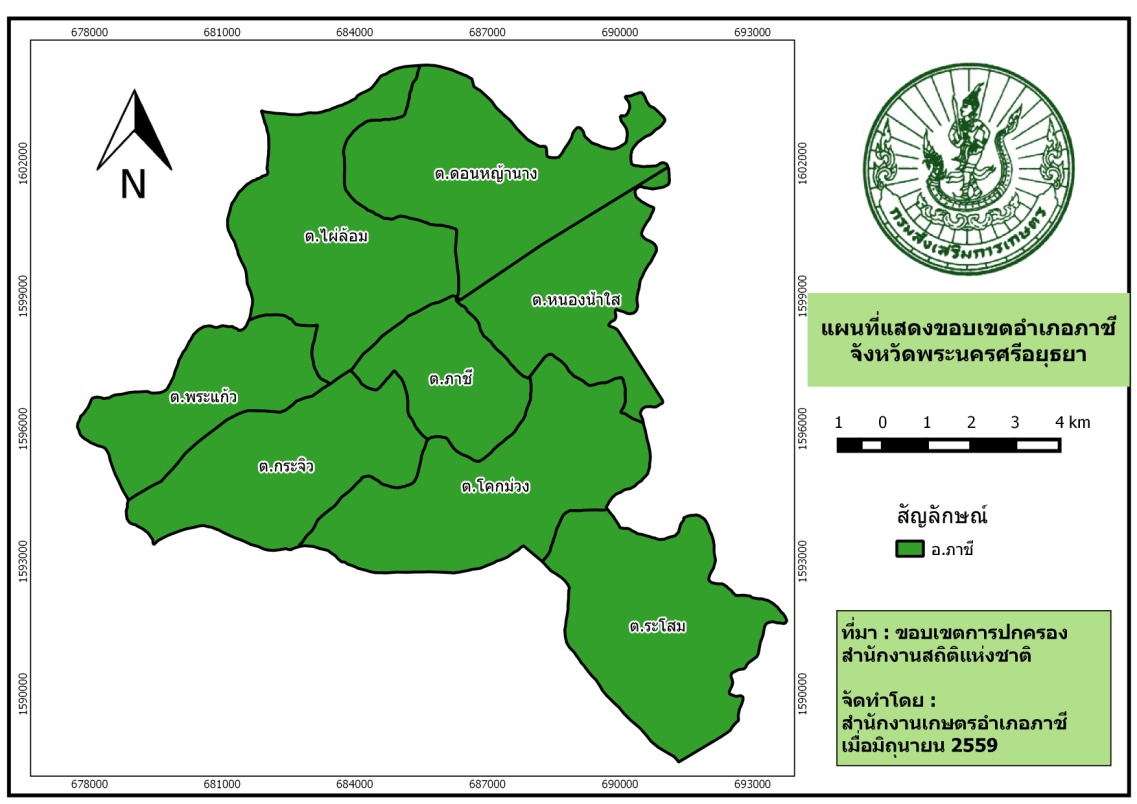 678000 681000 684000 687000 690000 693000
1602000
1599000
1596000
1593000
1590000
N
ต.ดอนหญ้านาง
ต.ไผ่ล้อม
ต.หนองน้ำใส
ต.ภาชี
ต.พระแก้ว
ต.กระจิว
ต.โคกม่วง
ต.ระโสม
1602000
1599000
1596000
1593000
1590000
678000 681000 684000 687000 690000 693000
กรมส่งเสริมการเกษตร
แผนที่แสดงขอบเขตอำเภอภาชี
จังหวัดพระนครศรีอยุธยา
1 0 1 2 3 4 km
สัญลักษณ์
อ.ภาชี
ที่มา : ขอบเขตการปกครอง
สำนักงานสถิติแห่งชาติ
จัดทำโดย :
สำนักงานเกษตรอำเภอภาชี
เมื่อมิถุนายน 2559